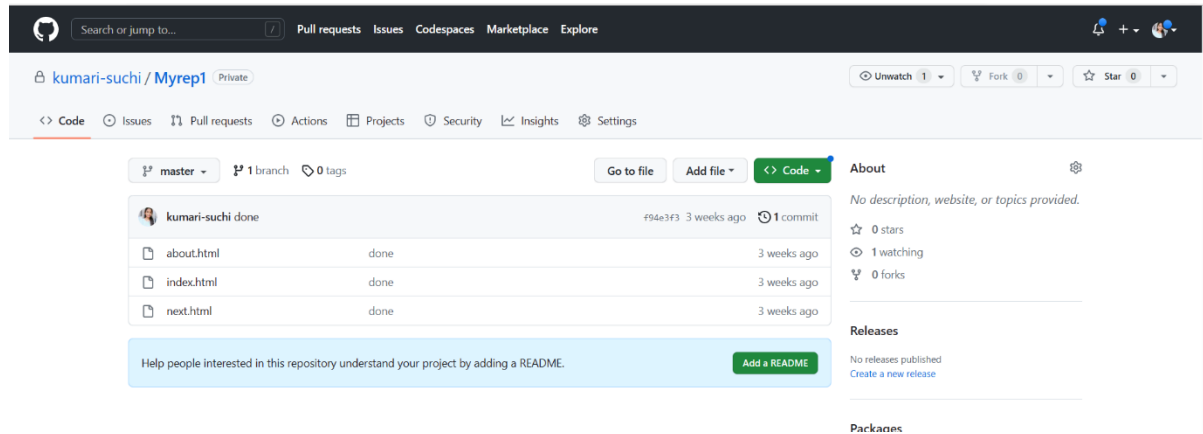 Search or jump to... / Pull requests Issues Codespaces Marketplace Explore
kumari-suchi / Myrep1 Private Unwatch 1 Fork 0 Star 0
<> Code Issues Pull requests Actions Projects Security Insights Settings
master 1 branch 0 tags Go to file Add file <> Code
kumari-suchi done f94e3f3 3 weeks ago 1 commit
about.html done 3 weeks ago
index.html done 3 weeks ago
next.html done 3 weeks ago
Help people interested in this repository understand your project by adding a README. Add a README
About
No description, website, or topics provided.
0 stars
1 watching
0 forks
Releases
No releases published
Create a new release
Packages